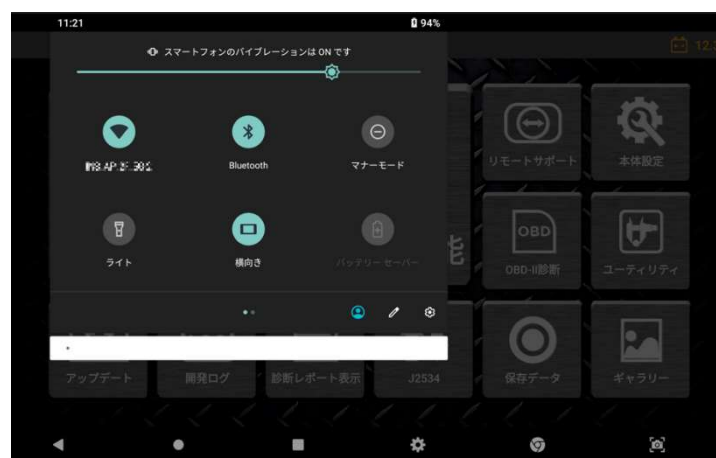 11:21
94%
スマートフォンのバイブレーションは ON です
12.
Bluetooth
マナーモード
リモートサポート
本体設定
ライト
横向き
バッテリー セーバー
OBD
OBD-II診断
ユーティリティ
アップデート
開発ログ
診断レポート表示
J2534
保存データ
ギャラリー